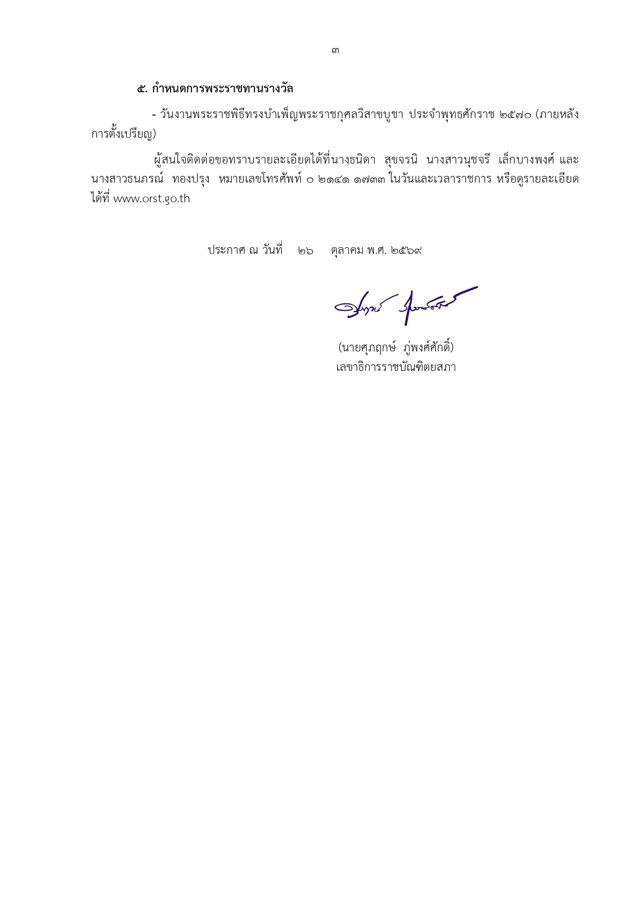 ๓
๕. กำหนดการพระราชทานรางวัล
- วันงานพระราชพิธีทรงบำเพ็ญพระราชกุศลวิสาขบูชา ประจำพุทธศักราช ๒๕๗๐ (ภายหลัง
การตั้งเปรียญ)
ผู้สนใจติดต่อขอทราบรายละเอียดได้ที่นางธนิดา สุขจรนิ นางสาวนุชจรี เล็กบางพงศ์ และ
นางสาวธนภรณ์ ทองปรุง หมายเลขโทรศัพท์ ๐ ๒๑๔๑ ๑๗๓๓ ในวันและเวลาราชการ หรือดูรายละเอียด
ได้ที่ www.orst.go.th
ประกาศ ณ วันที่ ๒๖ ตุลาคม พ.ศ. ๒๕๖๙
(นายศุภฤกษ์ ภู่พงศ์ศักดิ์)
เลขาธิการราชบัณฑิตยสภา